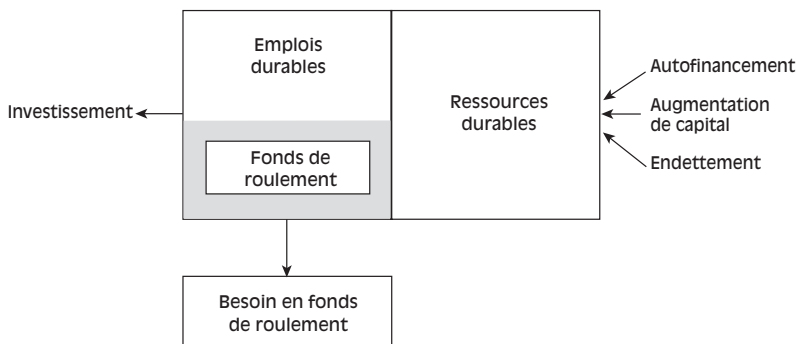 Emplois
durables
Investissement
Fonds de
roulement
Ressources
durables
Autofinancement
Augmentation
de capital
Endettement
Besoin en fonds
de roulement